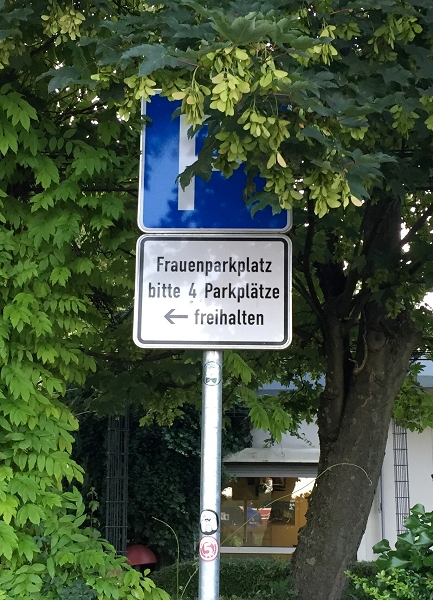 Frauenparkplatz
bitte 4 Parkplätze
← freihalten